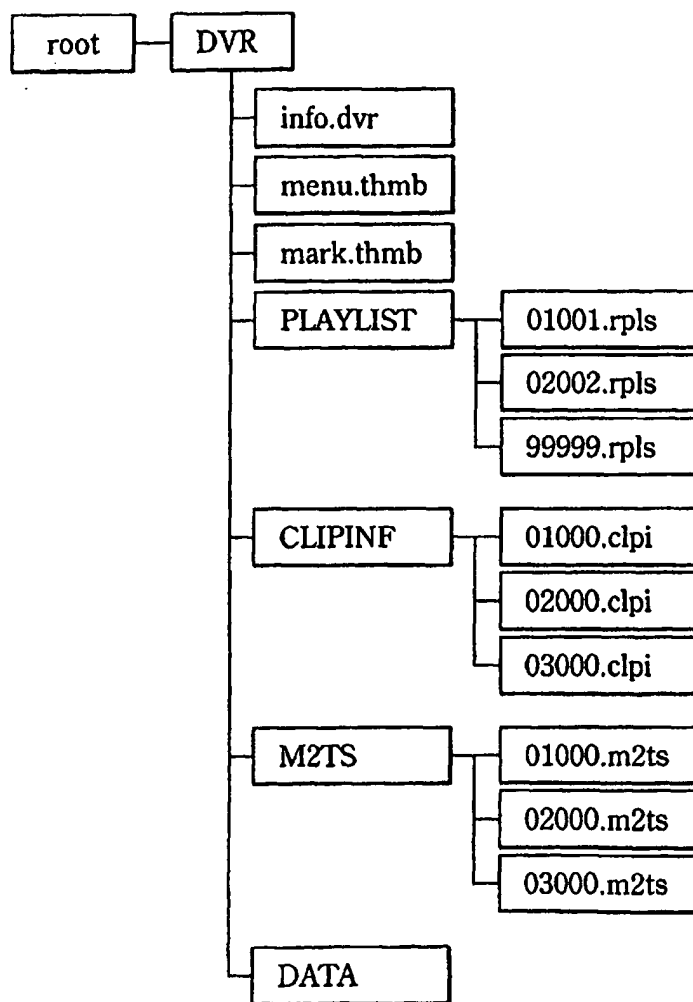 root
DVR
info.dvr
menu.thmb
mark.thmb
PLAYLIST
01001.rpls
02002.rpls
99999.rpls
CLIPINF
01000.clpi
02000.clpi
03000.clpi
M2TS
01000.m2ts
02000.m2ts
03000.m2ts
DATA